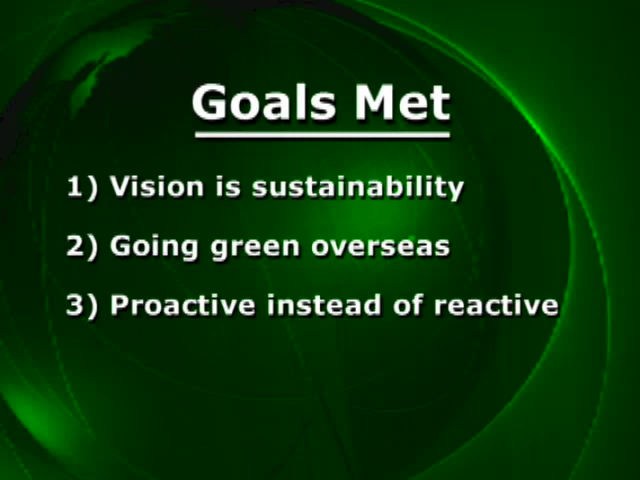 Goals Met
1) Vision is sustainability
2) Going green overseas
3) Proactive instead of reactive